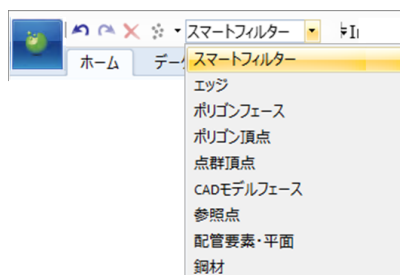 スマートフィルター
ホーム
データ
スマートフィルター
エッジ
ポリゴンフェース
ポリゴン頂点
点群頂点
CADモデルフェース
参照点
配管要素・平面
鋼材